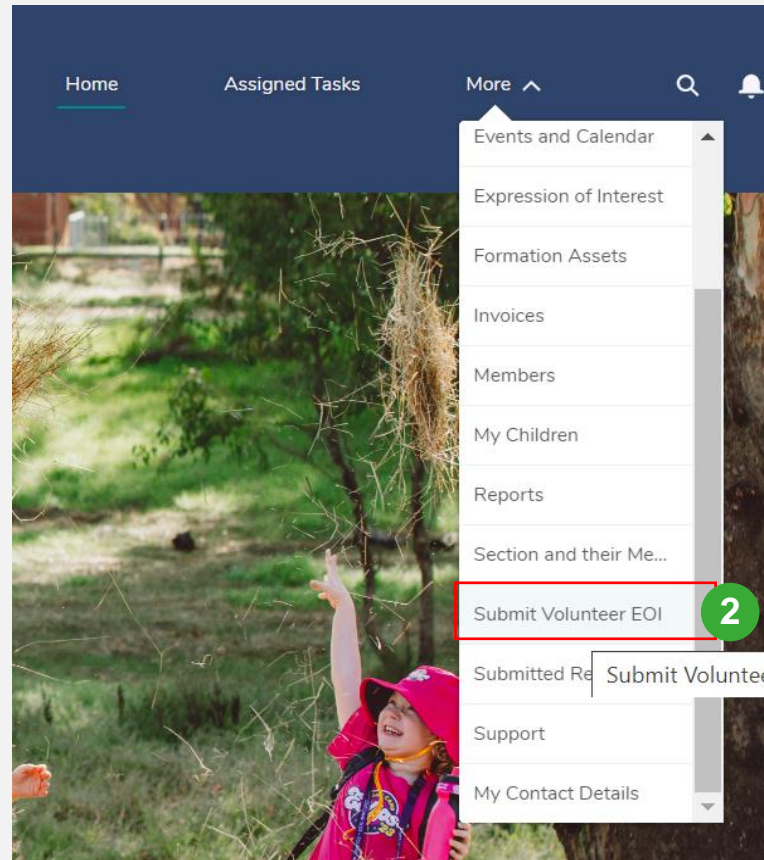 Home Assigned Tasks More
Events and Calendar
Expression of Interest
Formation Assets
Invoices
Members
My Children
Reports
Section and their Me...
Submit Volunteer EOI 2
Submitted Re Submit Voluntee
Support
My Contact Details